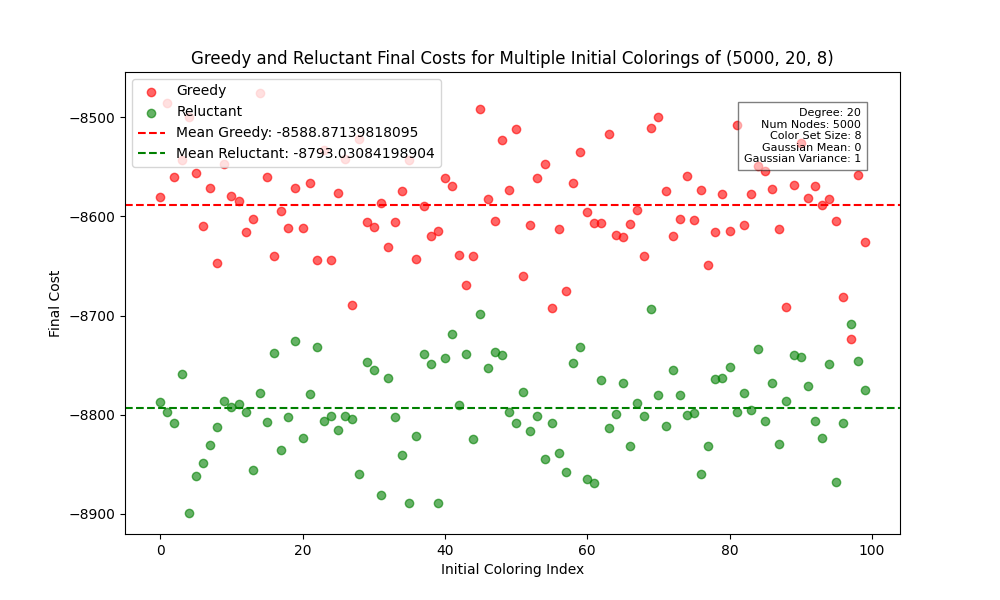 Greedy and Reluctant Final Costs for Multiple Initial Colorings of (5000, 20, 8)
Greedy
Reluctant
Mean Greedy: -8588.87139818095
Mean Reluctant: -8793.03084198904
Degree: 20
Num Nodes: 5000
Color Set Size: 8
Gaussian Mean: 0
Gaussian Variance: 1
Final Cost
−8500
−8600
−8700
−8800
−8900
0
20
40
60
80
100
Initial Coloring Index